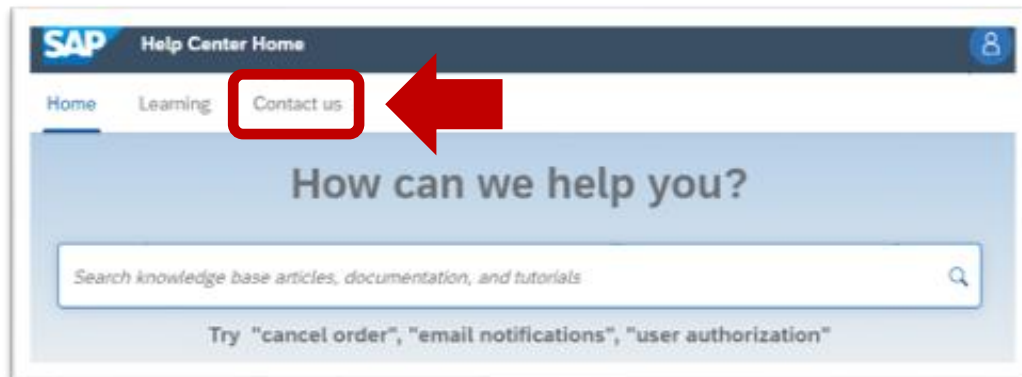 SAP Help Center Home
Home Learning Contact us
How can we help you?
Search knowledge base articles, documentation, and tutorials
Try "cancel order", "email notifications", "user authorization"